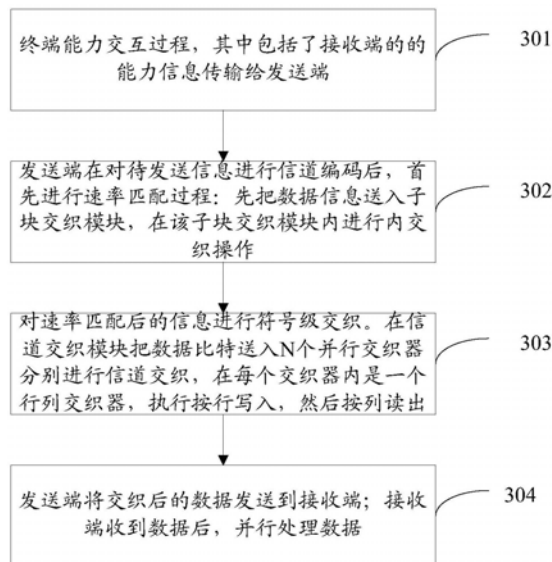 终端能力交互过程，其中包括了接收端的的
能力信息传输给发送端
301
发送端在对待发送信息进行信道编码后，首
先进行速率匹配过程：先把数据信息送入子
块交织模块，在该子块交织模块内进行内交
织操作
302
对速率匹配后的信息进行符号级交织。在信
道交织模块把数据比特送入N个并行交织器
分别进行信道交织，在每个交织器内是一个
行列交织器，执行按行写入，然后按列读出
303
发送端将交织后的数据发送到接收端；接收
端收到数据后，并行处理数据
304